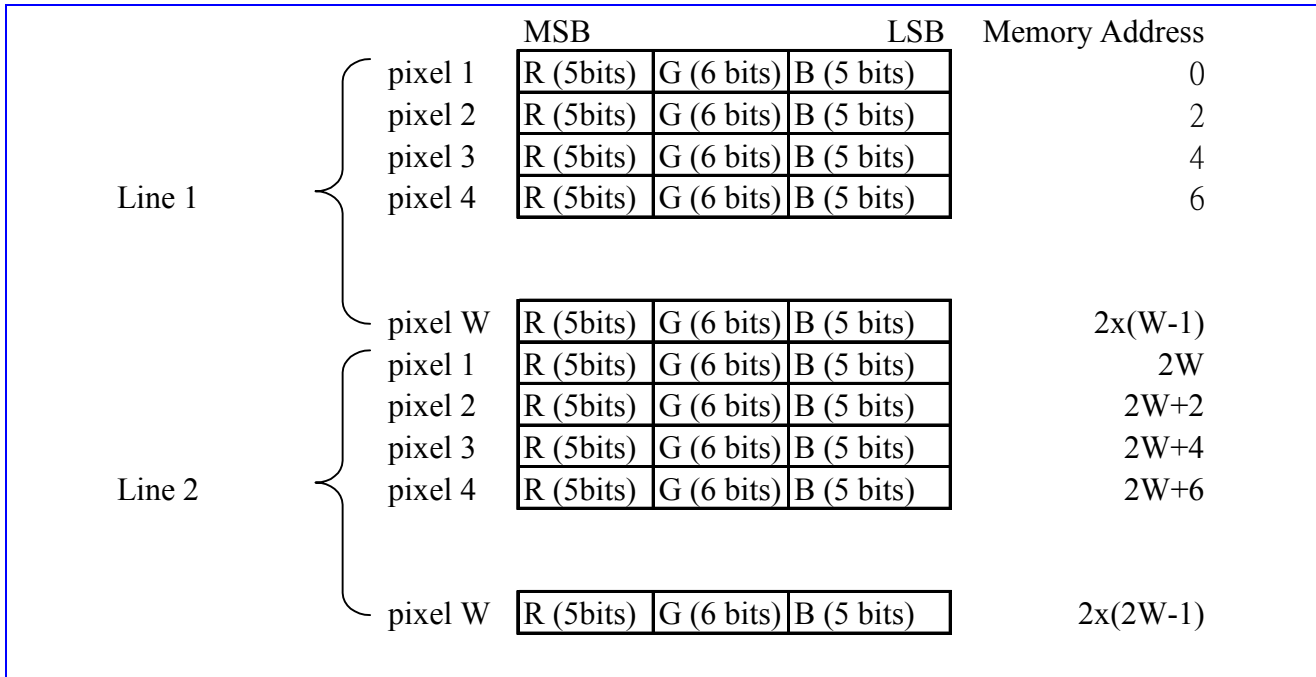 MSB LSB Memory Address
pixel 1 R (5bits) G (6 bits) B (5 bits) 0
pixel 2 R (5bits) G (6 bits) B (5 bits) 2
pixel 3 R (5bits) G (6 bits) B (5 bits) 4
Line 1 pixel 4 R (5bits) G (6 bits) B (5 bits) 6
pixel W R (5bits) G (6 bits) B (5 bits) 2x(W-1)
pixel 1 R (5bits) G (6 bits) B (5 bits) 2W
pixel 2 R (5bits) G (6 bits) B (5 bits) 2W+2
pixel 3 R (5bits) G (6 bits) B (5 bits) 2W+4
Line 2 pixel 4 R (5bits) G (6 bits) B (5 bits) 2W+6
pixel W R (5bits) G (6 bits) B (5 bits) 2x(2W-1)